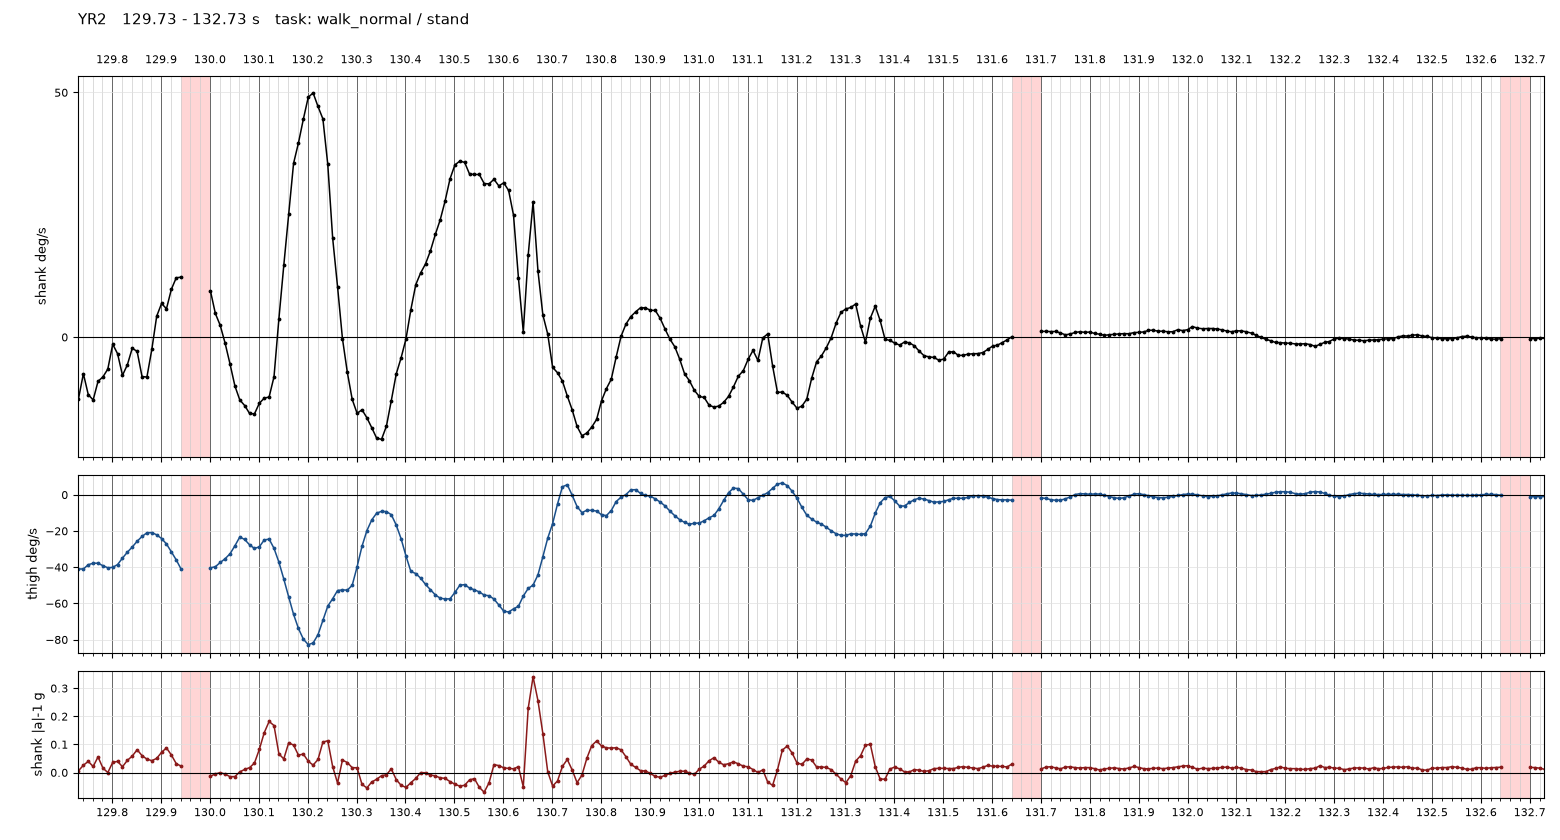 YR2 129.73 - 132.73 s task: walk_normal / stand
129.8 129.9 130.0 130.1 130.2 130.3 130.4 130.5 130.6 130.7 130.8 130.9 131.0 131.1 131.2 131.3 131.4 131.5 131.6 131.7 131.8 131.9 132.0 132.1 132.2 132.3 132.4 132.5 132.6 132.7
50
0
shank deg/s
0
−20
−40
−60
−80
thigh deg/s
0.3
0.2
0.1
0.0
shank |a|-1 g
129.8 129.9 130.0 130.1 130.2 130.3 130.4 130.5 130.6 130.7 130.8 130.9 131.0 131.1 131.2 131.3 131.4 131.5 131.6 131.7 131.8 131.9 132.0 132.1 132.2 132.3 132.4 132.5 132.6 132.7